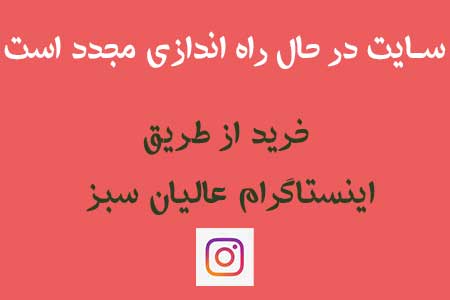 سایت در حال راه اندازی مجدد است
خرید از طریق
اینستاگرام عالیان سبز